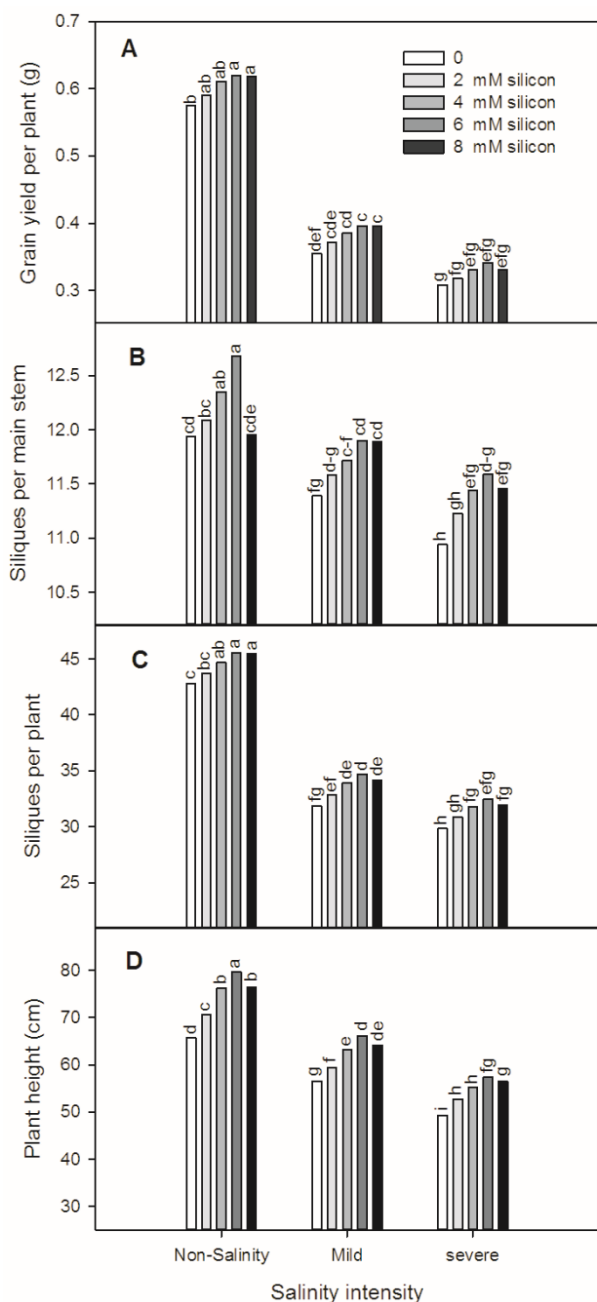 A
0
2 mM silicon
4 mM silicon
6 mM silicon
8 mM silicon
Grain yield per plant (g)
0.7
0.6
0.5
0.4
0.3
b ab ab a a
def cde cd c c
g fg efg efg efg
B
Siliques per main stem
12.5
12.0
11.5
11.0
10.5
cd bc ab a cde
fg d-g c-f cd cd
h gh efg d-g efg
C
Siliques per plant
45
40
35
30
25
c bc ab a a
fg ef de d de
h gh fg efg fg
D
Plant height (cm)
80
70
60
50
40
30
d c b a b
g f e d de
i h h fg g
Non-Salinity Mild severe
Salinity intensity